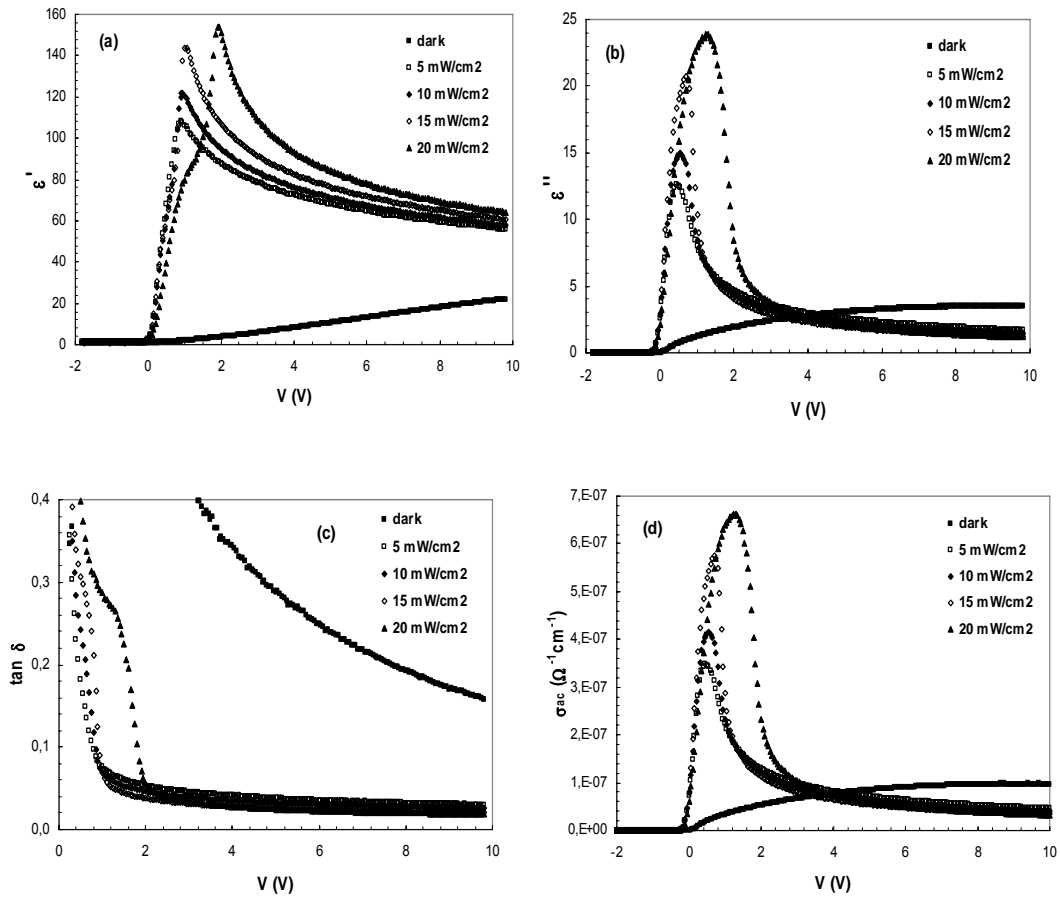 (a)
160
140
120
100
80
60
40
20
0
-2
0
2
4
6
8
10
ε'
V (V)
dark
5 mW/cm2
10 mW/cm2
15 mW/cm2
20 mW/cm2
(b)
25
20
15
10
5
0
-2
0
2
4
6
8
10
ε''
V (V)
dark
5 mW/cm2
10 mW/cm2
15 mW/cm2
20 mW/cm2
(c)
0,4
0,3
0,2
0,1
0,0
0
2
4
6
8
10
tan δ
V (V)
dark
5 mW/cm2
10 mW/cm2
15 mW/cm2
20 mW/cm2
(d)
7,E-07
6,E-07
5,E-07
4,E-07
3,E-07
2,E-07
1,E-07
0,E+00
-2
0
2
4
6
8
10
σac (Ω⁻¹cm⁻¹)
V (V)
dark
5 mW/cm2
10 mW/cm2
15 mW/cm2
20 mW/cm2